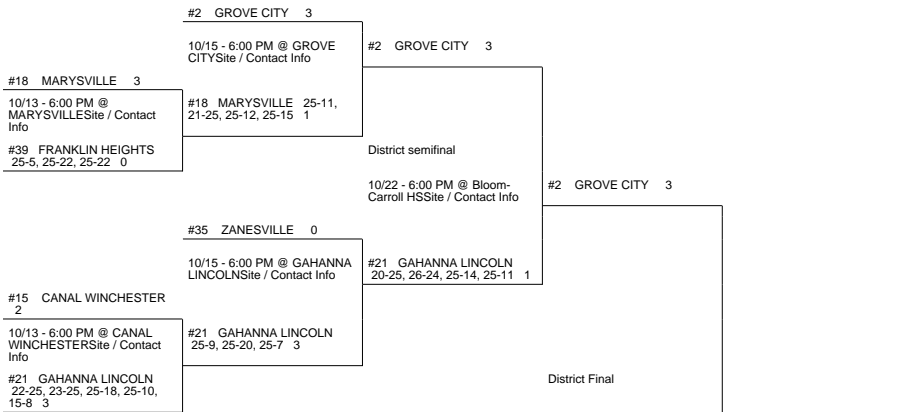 #2 GROVE CITY 3
10/15 - 6:00 PM @ GROVE
CITYSite / Contact Info
#2 GROVE CITY 3
#18 MARYSVILLE 3
10/13 - 6:00 PM @
MARYSVILLESite / Contact
Info
#18 MARYSVILLE 25-11,
21-25, 25-12, 25-15 1
#39 FRANKLIN HEIGHTS
25-5, 25-22, 25-22 0
District semifinal
10/22 - 6:00 PM @ Bloom-
Carroll HSSite / Contact Info
#2 GROVE CITY 3
#35 ZANESVILLE 0
10/15 - 6:00 PM @ GAHANNA
LINCOLNSite / Contact Info
#21 GAHANNA LINCOLN
20-25, 26-24, 25-14, 25-11 1
#15 CANAL WINCHESTER
2
10/13 - 6:00 PM @ CANAL
WINCHESTERSite / Contact
Info
#21 GAHANNA LINCOLN
25-9, 25-20, 25-7 3
#21 GAHANNA LINCOLN
22-25, 23-25, 25-18, 25-10,
15-8 3
District Final